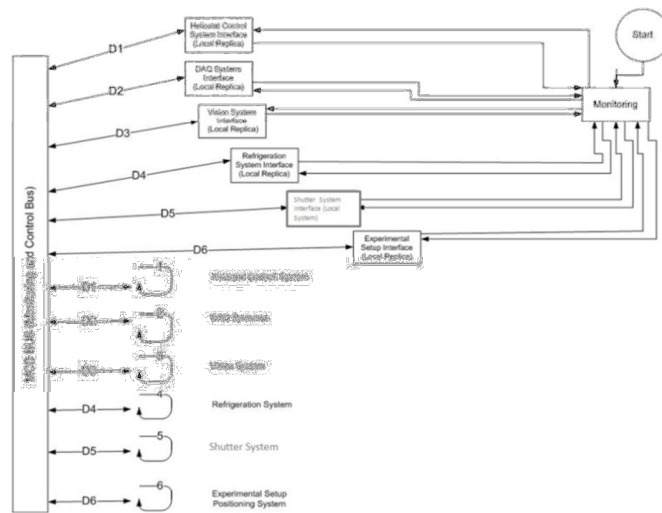 Start
Heliostat Control
System Interface
(Local Replica)
D1
DAQ Systems
Interface
(Local Replica)
D2
Monitoring
Vision System
Interface
(Local Replica)
D3
Refrigeration
System Interface
(Local Replica)
D4
Shutter System
Interface (Local
System)
D5
Experimental
Setup Interface
(Local Replica)
D6
MCB BUS (Monitoring and Control Bus)
D1
D4
4
Refrigeration System
D5
5
Shutter System
D6
6
Experimental Setup
Positioning System